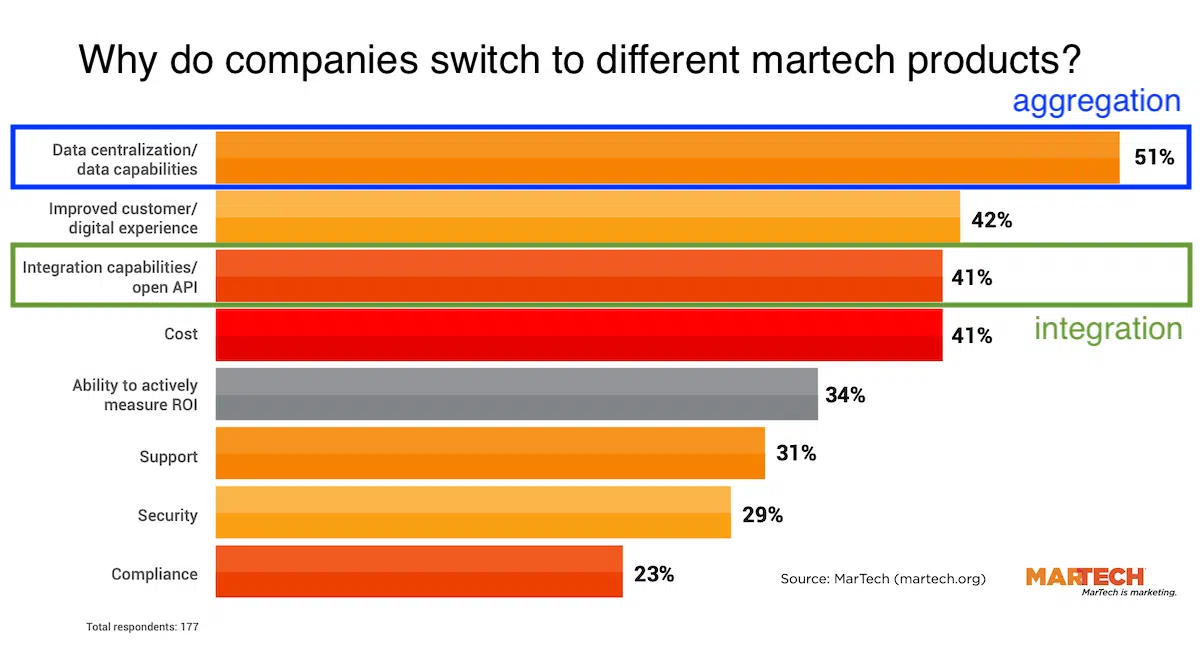 Why do companies switch to different martech products?
aggregation
Data centralization/
data capabilities
51%
Improved customer/
digital experience
42%
Integration capabilities/
open API
41%
integration
Cost
41%
Ability to actively
measure ROI
34%
Support
31%
Security
29%
Compliance
23%
Source: MarTech (martech.org)
MARTECH
MarTech is marketing.
Total respondents: 177